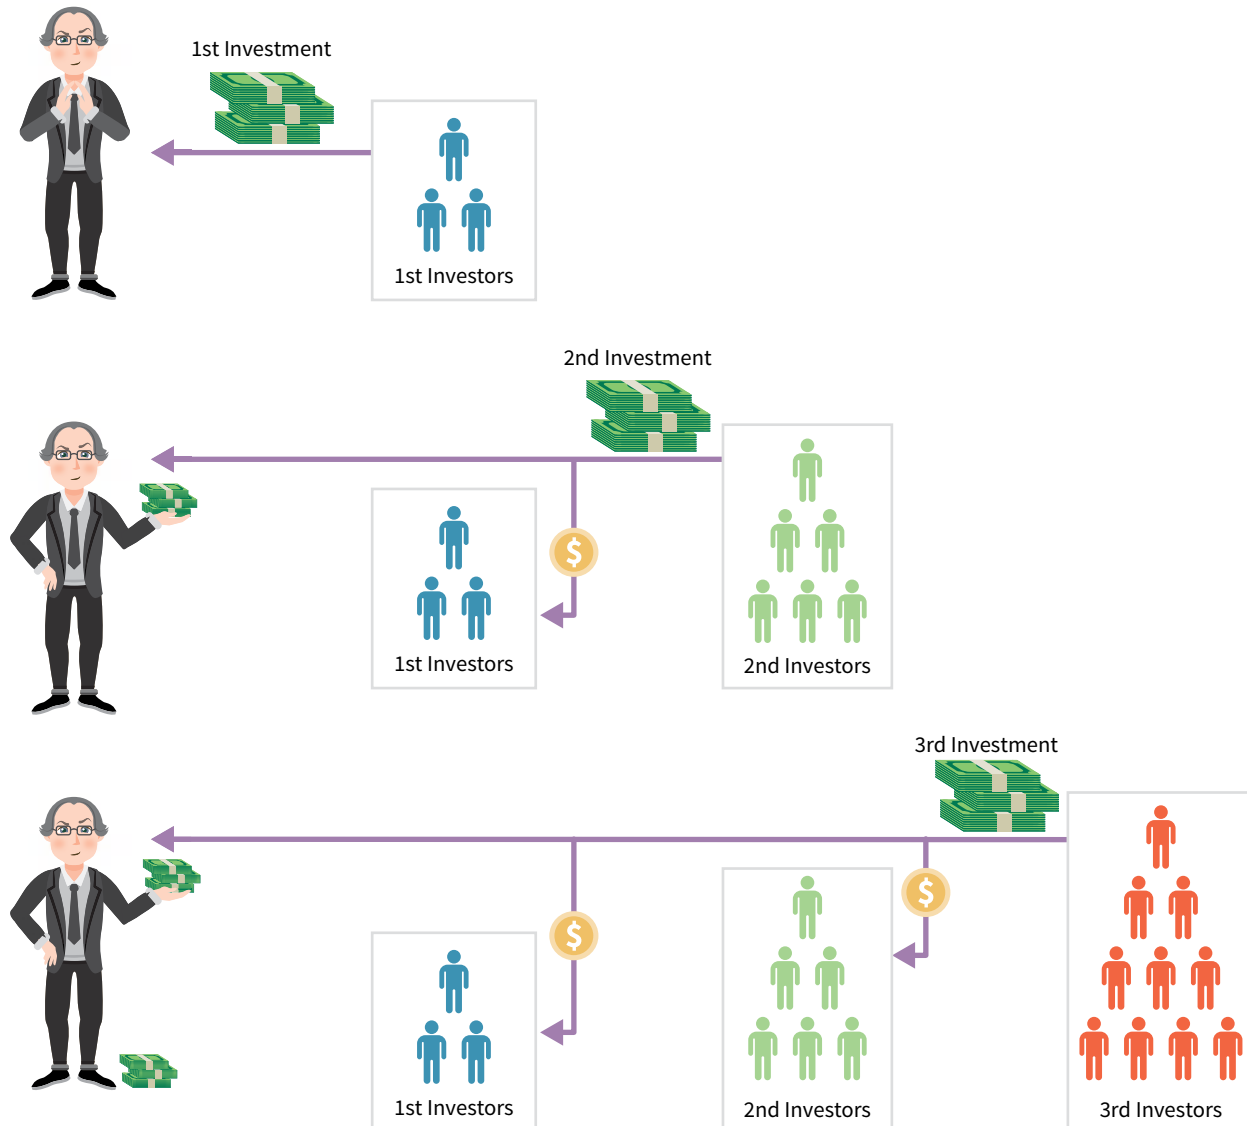 1st Investment
1st Investors
2nd Investment
$
1st Investors
2nd Investors
3rd Investment
$
$
1st Investors
2nd Investors
3rd Investors